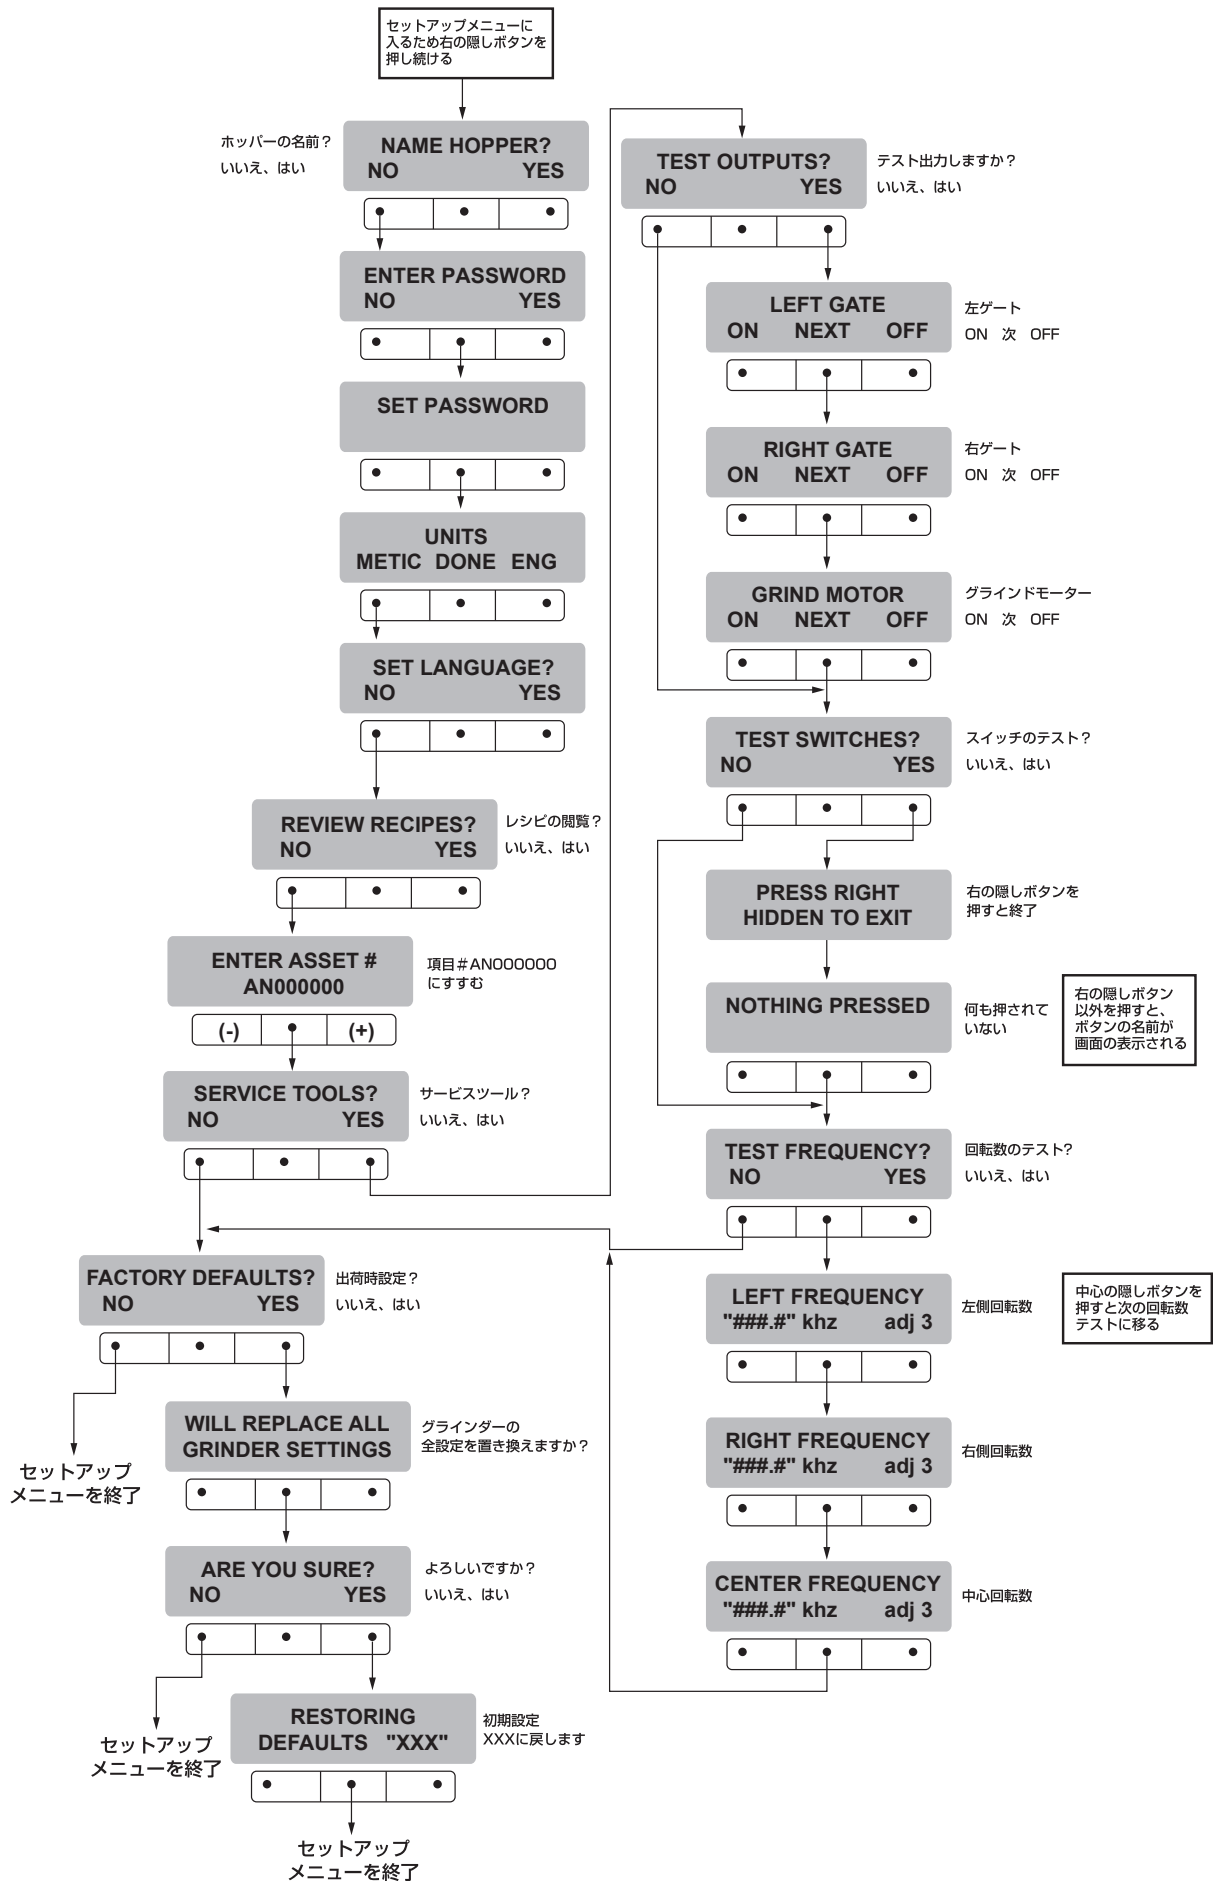 セットアップメニューに
入るため右の隠しボタンを
押し続ける
ホッパーの名前？
いいえ、はい
NAME HOPPER?
NO YES
ENTER PASSWORD
NO YES
SET PASSWORD
UNITS
METIC DONE ENG
SET LANGUAGE?
NO YES
REVIEW RECIPES?
NO YES
レシピの閲覧？
いいえ、はい
ENTER ASSET #
AN000000
項目＃AN000000
にすすむ
(-) (+)
SERVICE TOOLS?
NO YES
サービスツール？
いいえ、はい
FACTORY DEFAULTS?
NO YES
出荷時設定？
いいえ、はい
セットアップ
メニューを終了
WILL REPLACE ALL
GRINDER SETTINGS
グラインダーの
全設定を置き換えますか？
ARE YOU SURE?
NO YES
よろしいですか？
いいえ、はい
セットアップ
メニューを終了
RESTORING
DEFAULTS "XXX"
初期設定
XXXに戻します
セットアップ
メニューを終了
TEST OUTPUTS?
NO YES
テスト出力しますか？
いいえ、はい
LEFT GATE
ON NEXT OFF
左ゲート
ON 次 OFF
RIGHT GATE
ON NEXT OFF
右ゲート
ON 次 OFF
GRIND MOTOR
ON NEXT OFF
グラインドモーター
ON 次 OFF
TEST SWITCHES?
NO YES
スイッチのテスト？
いいえ、はい
PRESS RIGHT
HIDDEN TO EXIT
右の隠しボタンを
押すと終了
NOTHING PRESSED
何も押されて
いない
右の隠しボタン
以外を押すと、
ボタンの名前が
画面の表示される
TEST FREQUENCY?
NO YES
回転数のテスト?
いいえ、はい
LEFT FREQUENCY
"###.#" khz adj 3
左側回転数
中心の隠しボタンを
押すと次の回転数
テストに移る
RIGHT FREQUENCY
"###.#" khz adj 3
右側回転数
CENTER FREQUENCY
"###.#" khz adj 3
中心回転数